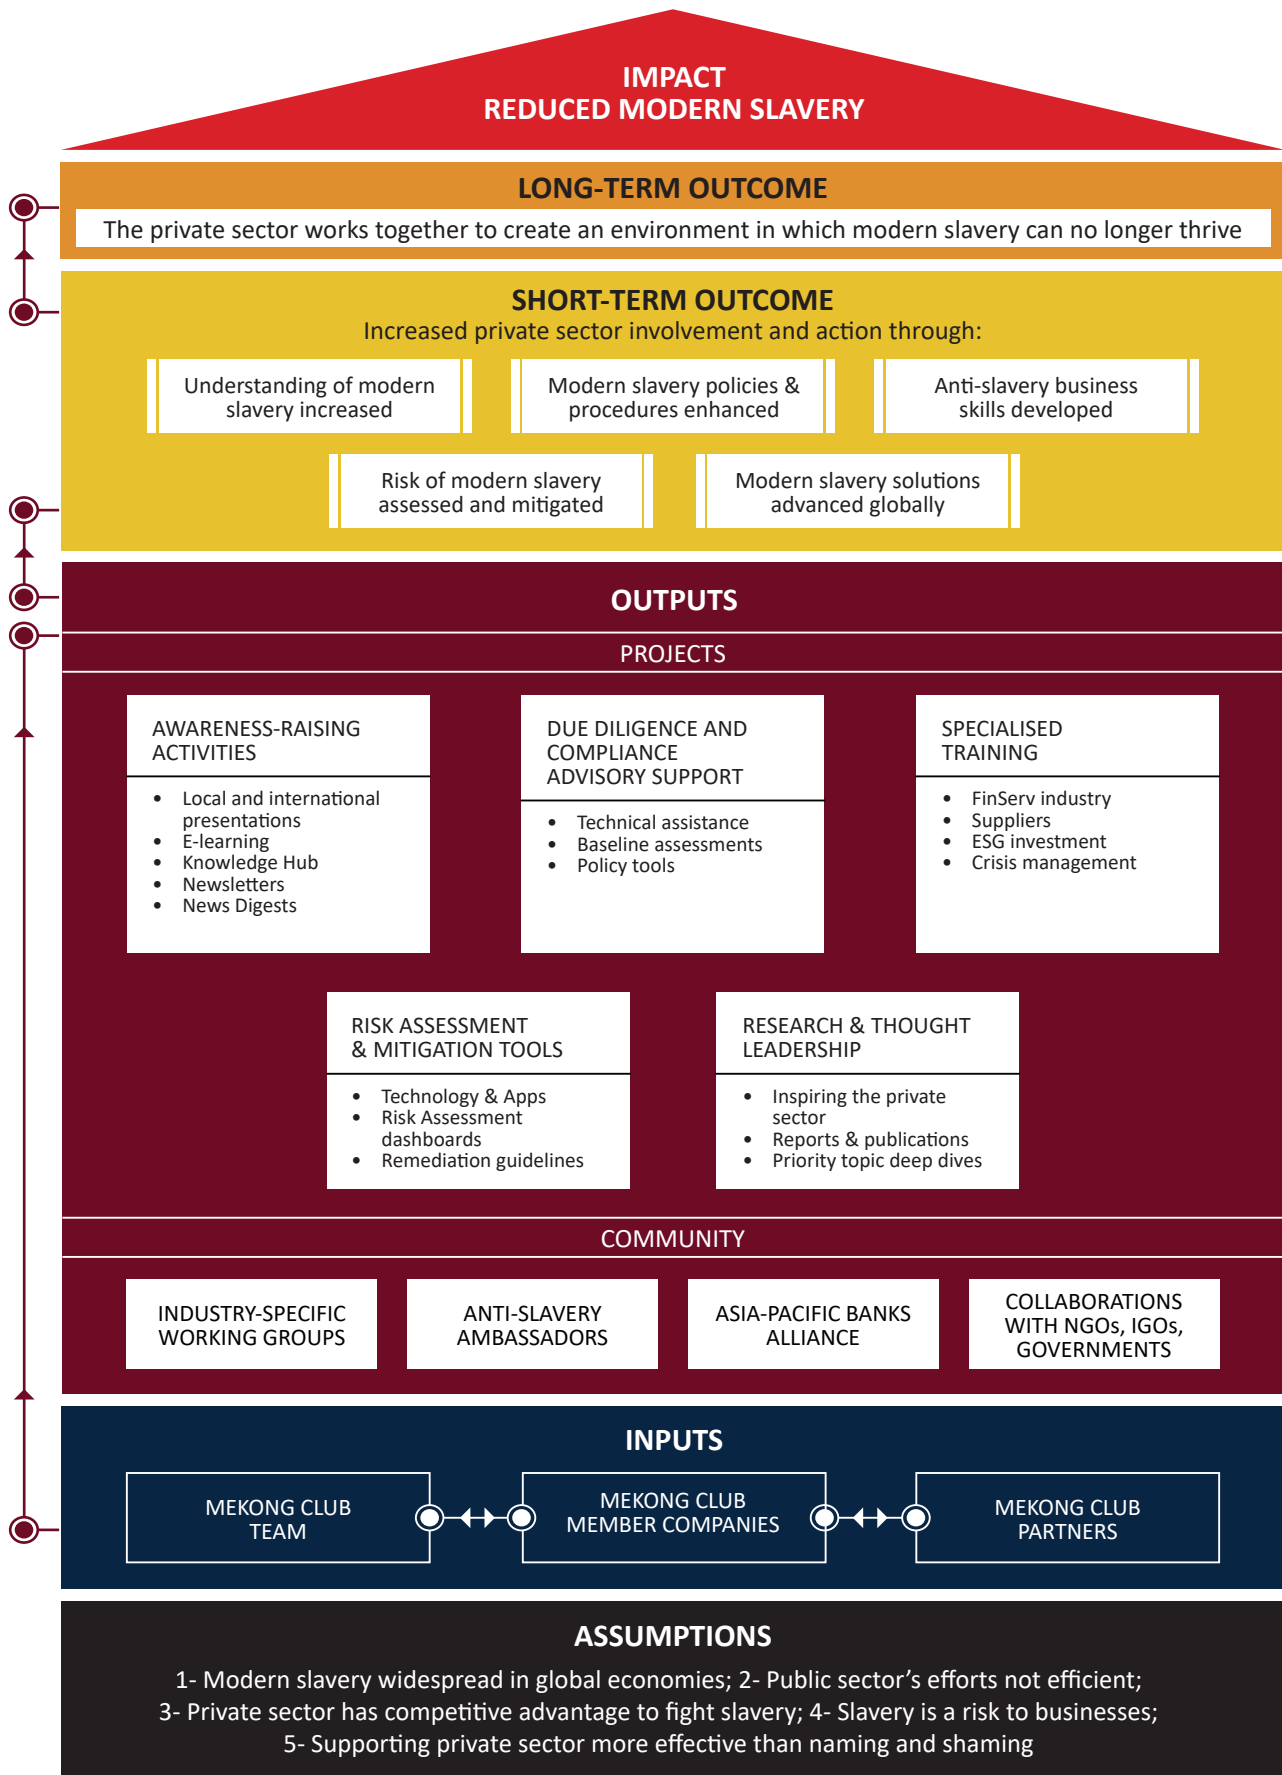 IMPACT
REDUCED MODERN SLAVERY
LONG-TERM OUTCOME
The private sector works together to create an environment in which modern slavery can no longer thrive
SHORT-TERM OUTCOME
Increased private sector involvement and action through:
Understanding of modern
slavery increased
Modern slavery policies &
procedures enhanced
Anti-slavery business
skills developed
Risk of modern slavery
assessed and mitigated
Modern slavery solutions
advanced globally
OUTPUTS
PROJECTS
AWARENESS-RAISING
ACTIVITIES
• Local and international
presentations
• E-learning
• Knowledge Hub
• Newsletters
• News Digests
DUE DILIGENCE AND
COMPLIANCE
ADVISORY SUPPORT
• Technical assistance
• Baseline assessments
• Policy tools
SPECIALISED
TRAINING
• FinServ industry
• Suppliers
• ESG investment
• Crisis management
RISK ASSESSMENT
& MITIGATION TOOLS
• Technology & Apps
• Risk Assessment
dashboards
• Remediation guidelines
RESEARCH & THOUGHT
LEADERSHIP
• Inspiring the private
sector
• Reports & publications
• Priority topic deep dives
COMMUNITY
INDUSTRY-SPECIFIC
WORKING GROUPS
ANTI-SLAVERY
AMBASSADORS
ASIA-PACIFIC BANKS
ALLIANCE
COLLABORATIONS
WITH NGOs, IGOs,
GOVERNMENTS
INPUTS
MEKONG CLUB
TEAM
MEKONG CLUB
MEMBER COMPANIES
MEKONG CLUB
PARTNERS
ASSUMPTIONS
1- Modern slavery widespread in global economies; 2- Public sector’s efforts not efficient;
3- Private sector has competitive advantage to fight slavery; 4- Slavery is a risk to businesses;
5- Supporting private sector more effective than naming and shaming